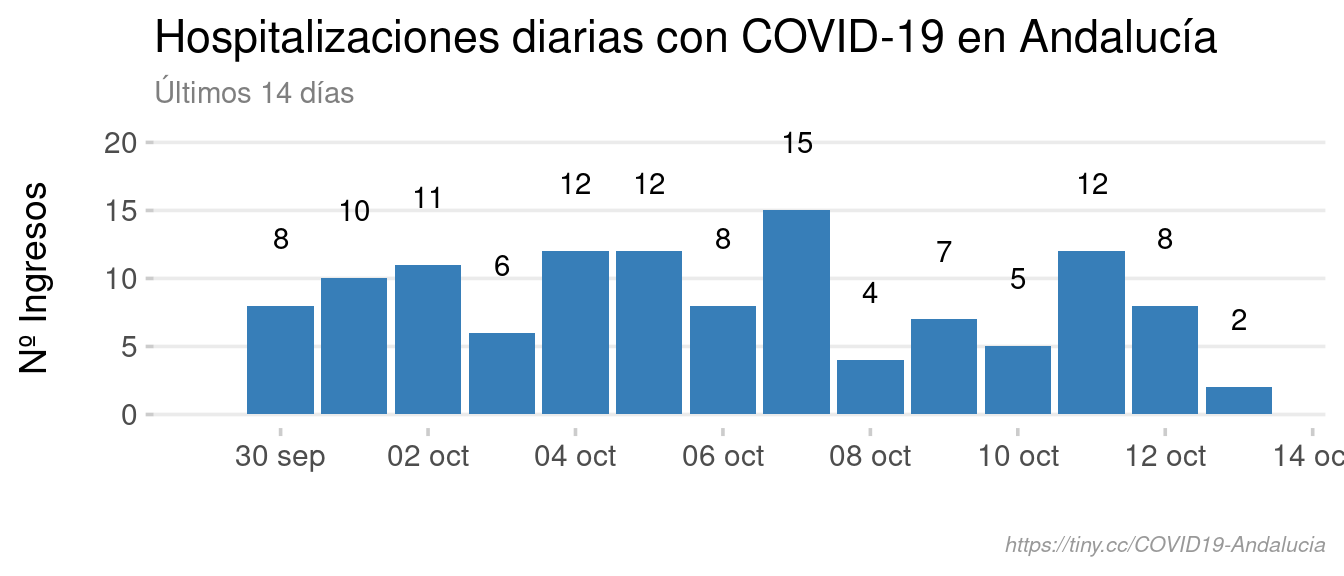 Hospitalizaciones diarias con COVID-19 en Andalucía
Últimos 14 días
Nº Ingresos
20
15
10
5
0
8
10
11
6
12
12
8
15
4
7
5
12
8
2
30 sep
02 oct
04 oct
06 oct
08 oct
10 oct
12 oct
14 oc
https://tiny.cc/COVID19-Andalucia